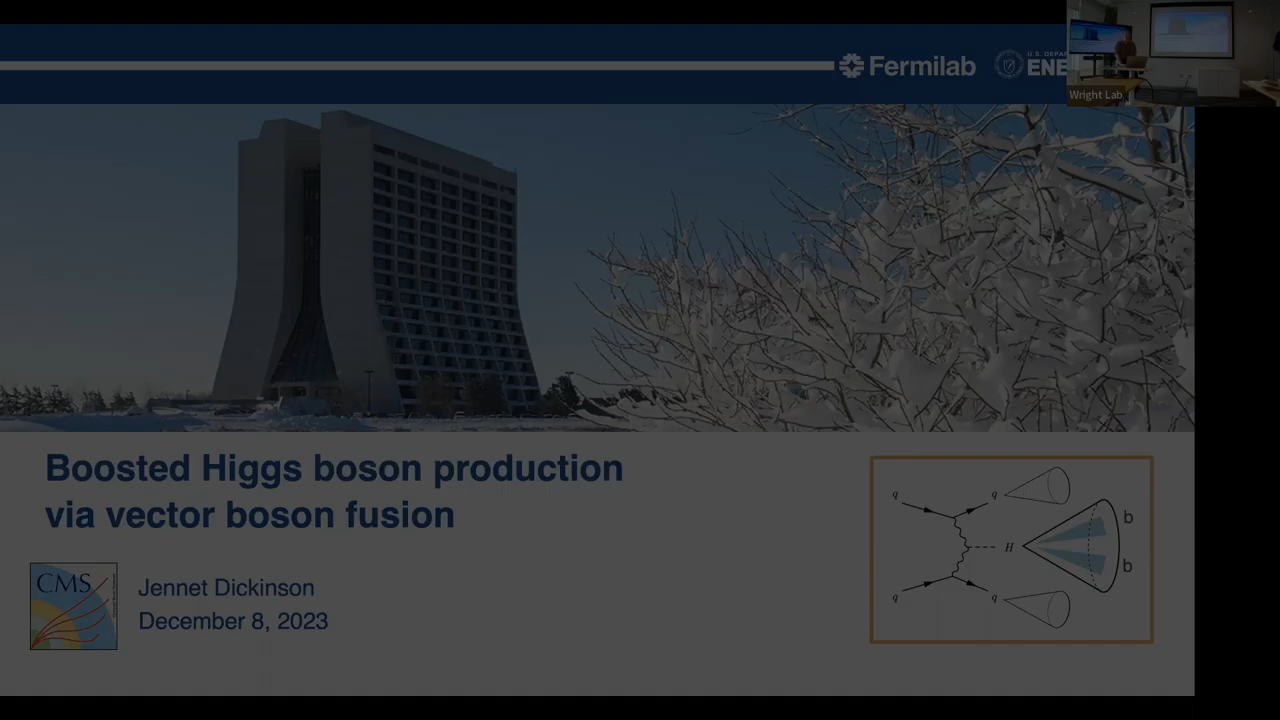 Fermilab
Wright Lab
Boosted Higgs boson production
via vector boson fusion
CMS
Jennet Dickinson
December 8, 2023
q
q
H
b
b
q
q